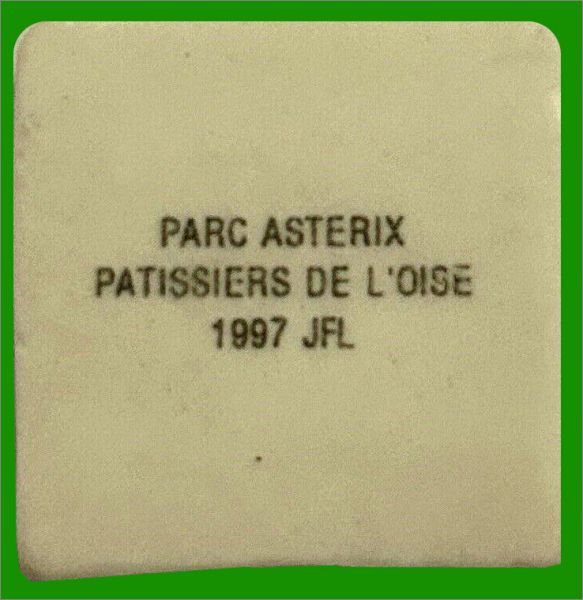 PARC ASTERIX
PATISSIERS DE L'OISE
1997 JFL